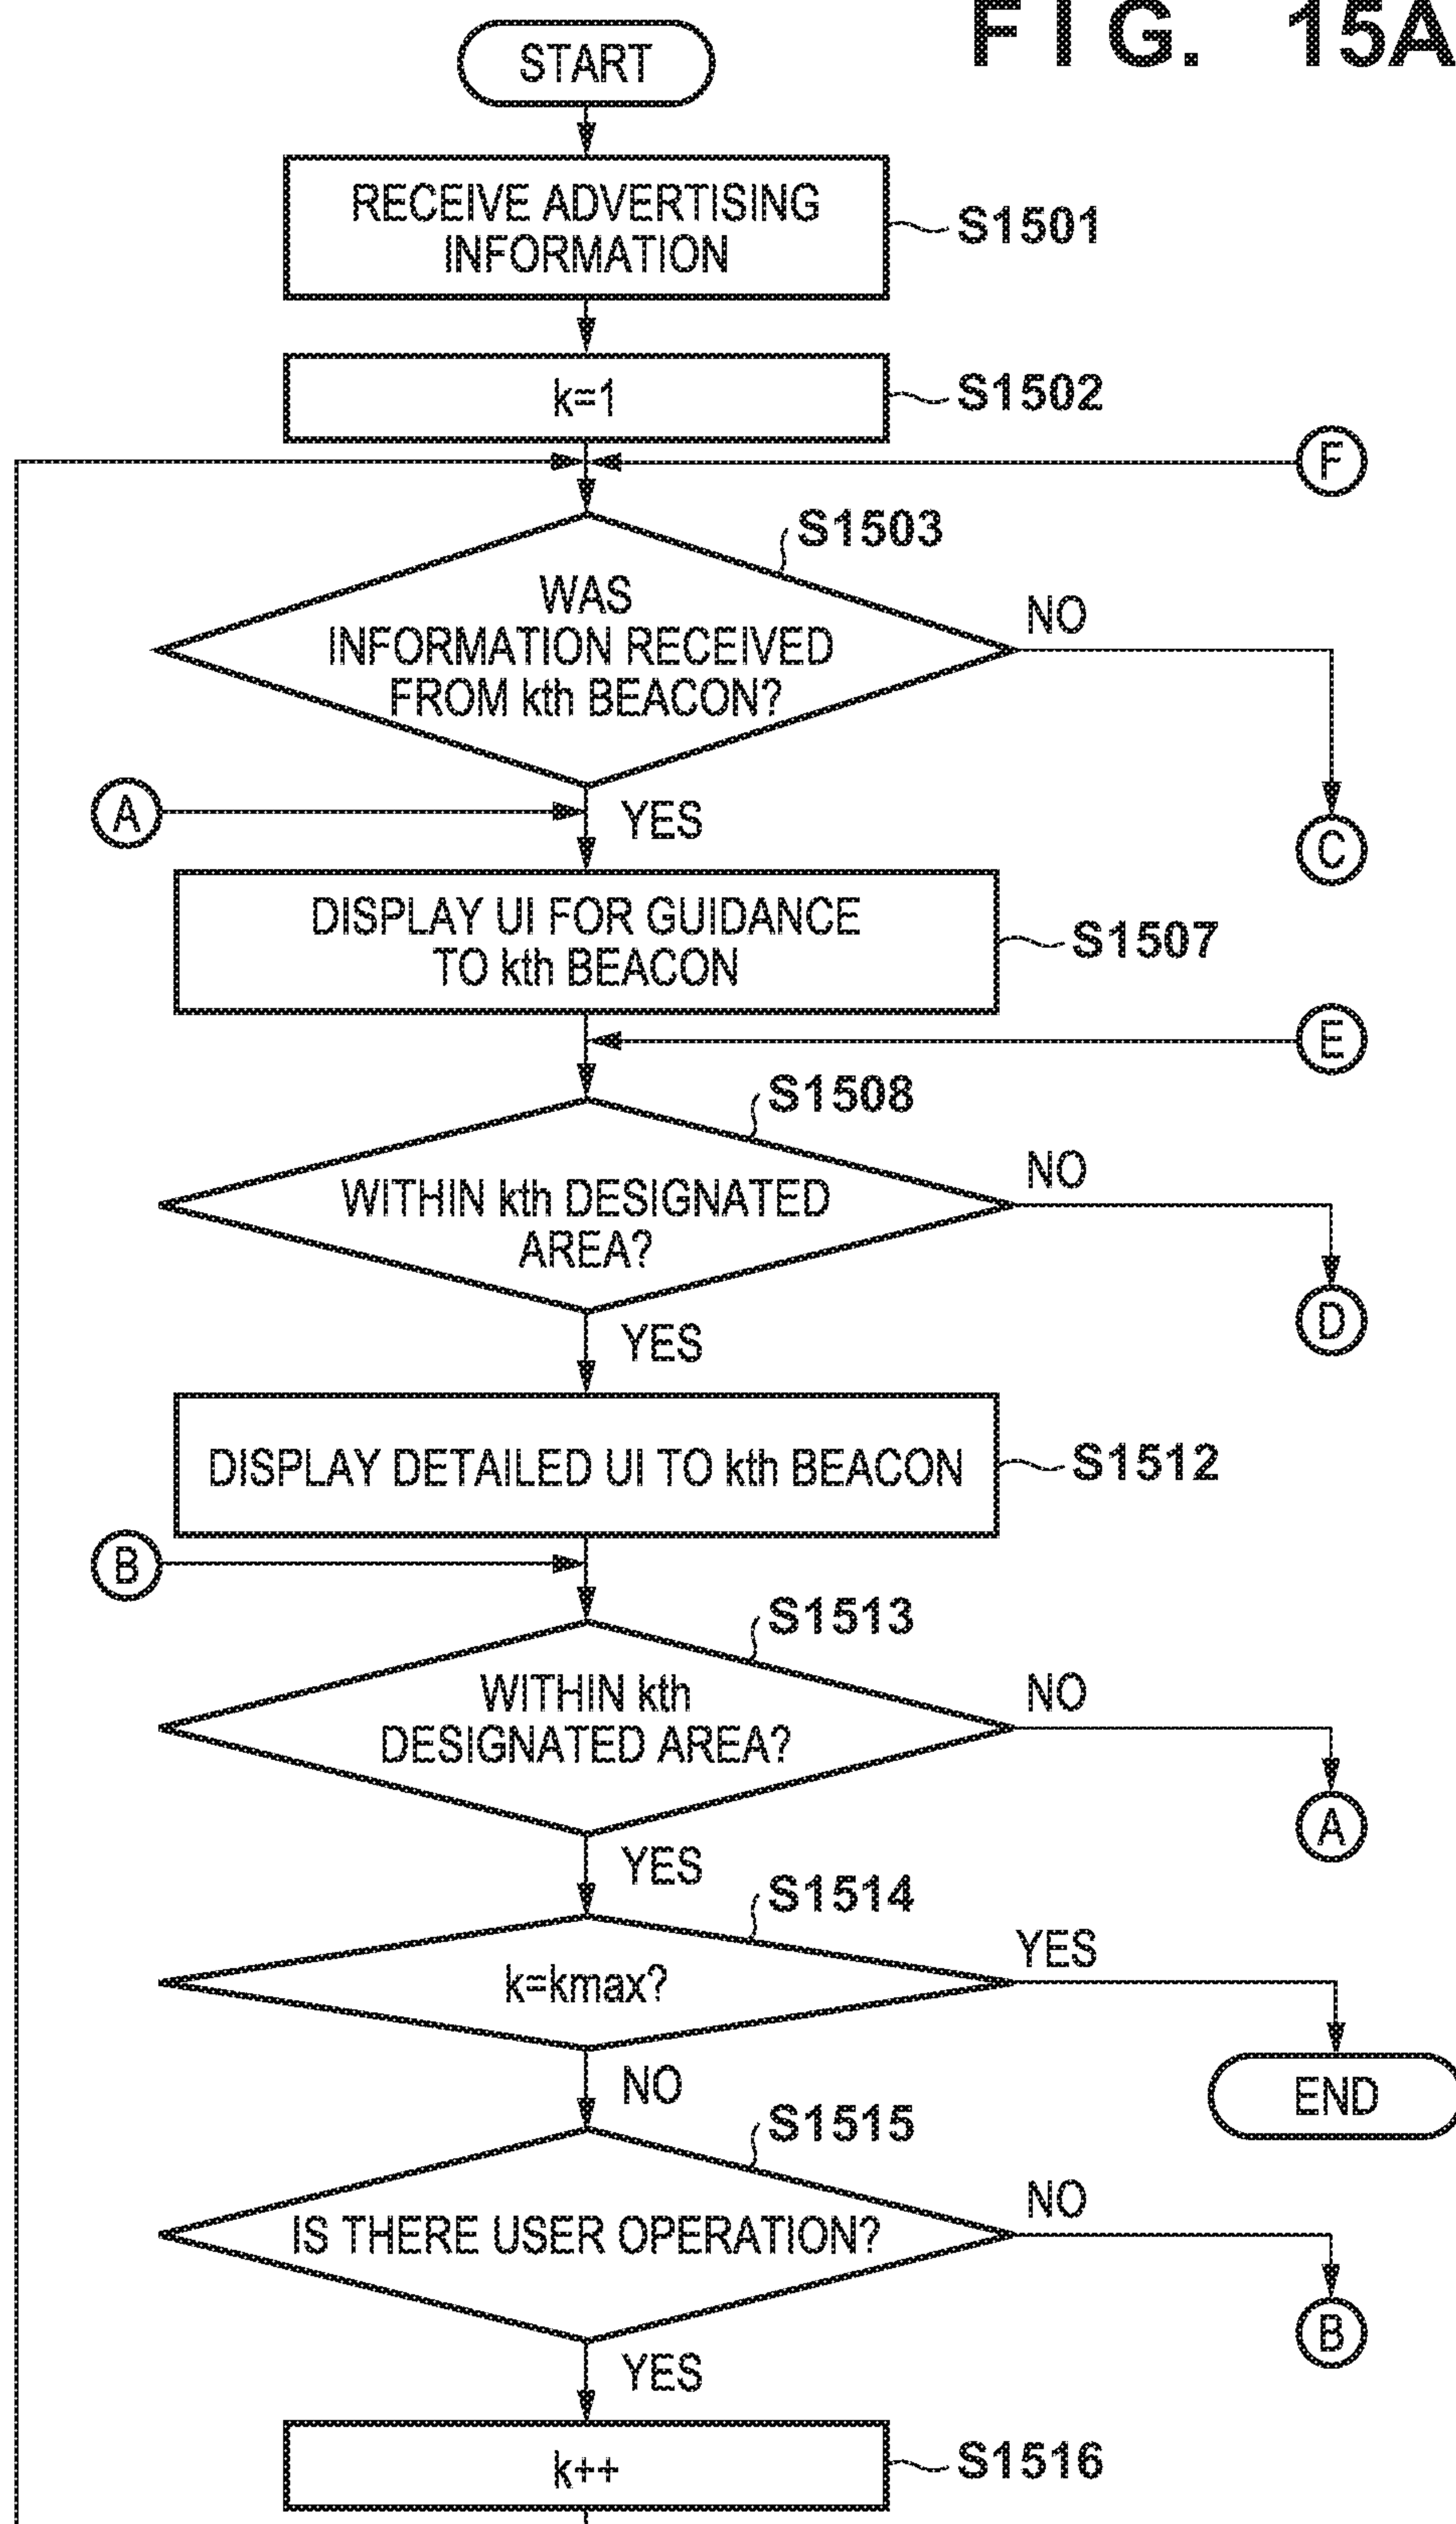 FIG. 15A
START
RECEIVE ADVERTISING
INFORMATION
S1501
k=1
S1502
F
S1503
WAS
INFORMATION RECEIVED
FROM kth BEACON?
NO
A
YES
C
DISPLAY UI FOR GUIDANCE
TO kth BEACON
S1507
E
S1508
NO
WITHIN kth DESIGNATED
AREA?
D
YES
DISPLAY DETAILED UI TO kth BEACON
S1512
B
S1513
NO
WITHIN kth
DESIGNATED AREA?
A
YES
S1514
YES
k=kmax?
NO
END
S1515
NO
IS THERE USER OPERATION?
B
YES
k++
S1516